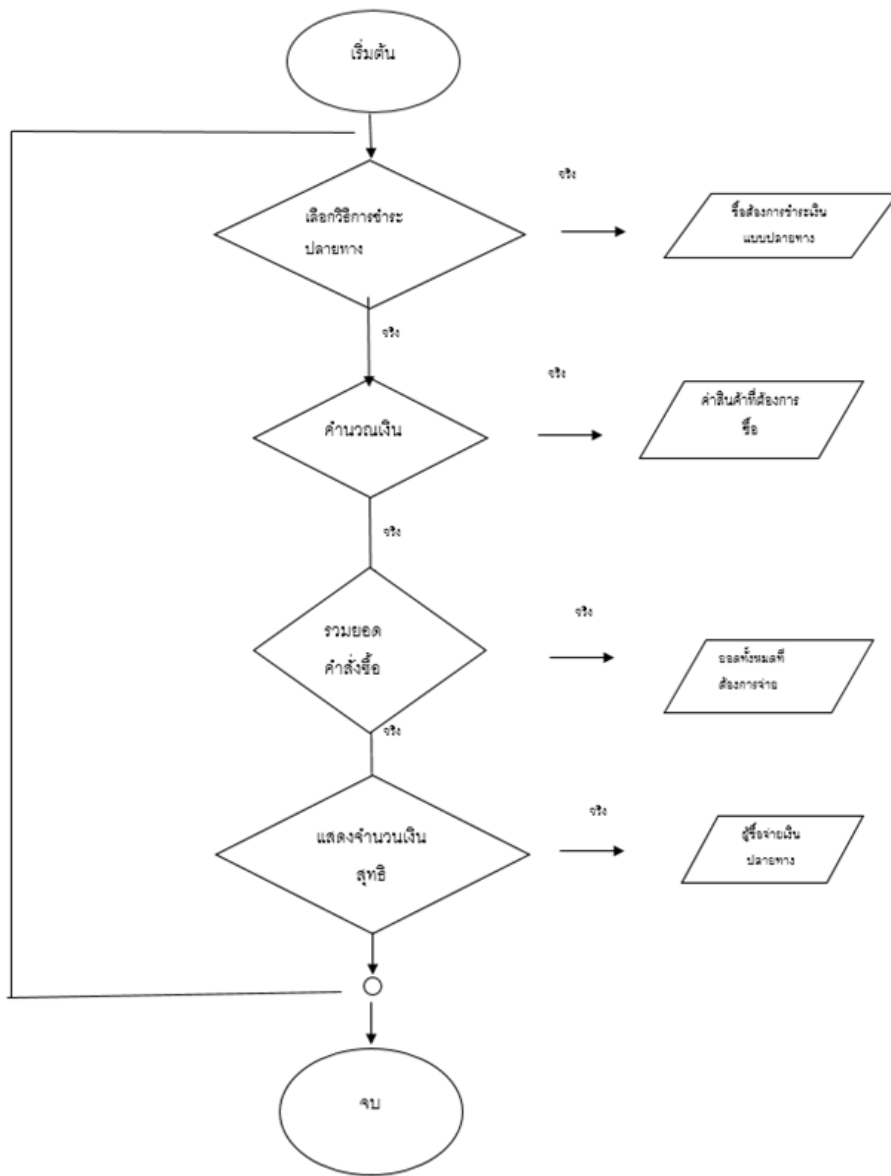 เริ่มต้น
จริง
เลือกวิธีการชำระ
ปลายทาง
ซื้อต้องการชำระเงิน
แบบปลายทาง
จริง
จริง
คำนวณเงิน
ค่าสินค้าที่ต้องการ
ซื้อ
จริง
จริง
รวมยอด
คำสั่งซื้อ
ยอดทั้งหมดที่
ต้องการจ่าย
จริง
จริง
แสดงจำนวนเงิน
สุทธิ
ผู้ซื้อจ่ายเงิน
ปลายทาง
จบ